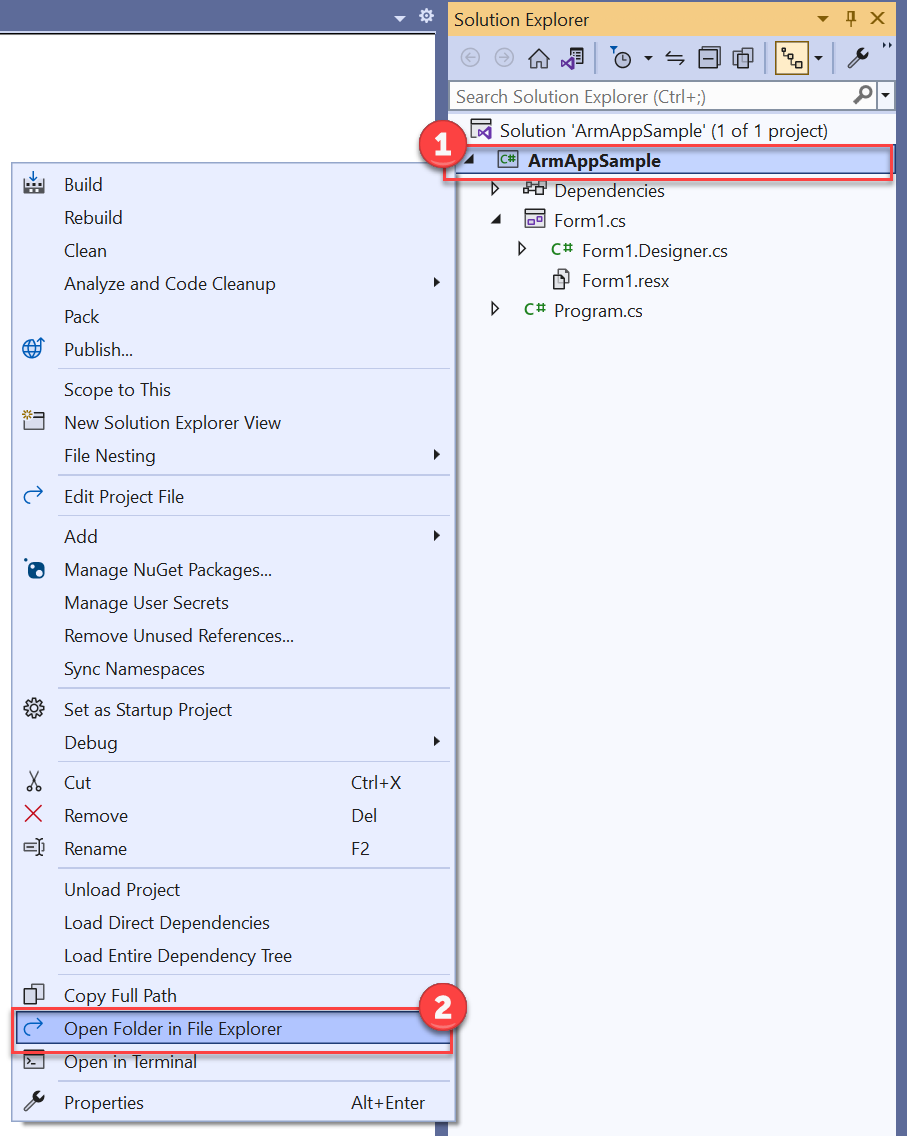 Solution Explorer
Search Solution Explorer (Ctrl+;)
Solution 'ArmAppSample' (1 of 1 project)
1
C# ArmAppSample
Dependencies
Form1.cs
C# Form1.Designer.cs
Form1.resx
C# Program.cs
Build
Rebuild
Clean
Analyze and Code Cleanup
Pack
Publish...
Scope to This
New Solution Explorer View
File Nesting
Edit Project File
Add
Manage NuGet Packages...
Manage User Secrets
Remove Unused References...
Sync Namespaces
Set as Startup Project
Debug
Cut Ctrl+X
Remove Del
Rename F2
Unload Project
Load Direct Dependencies
Load Entire Dependency Tree
Copy Full Path
2
Open Folder in File Explorer
Open in Terminal
Properties Alt+Enter